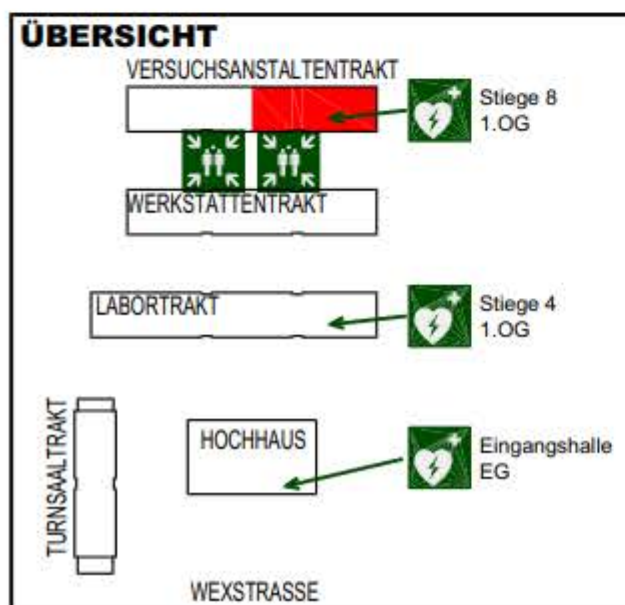 ÜBERSICHT
VERSUCHSANSTALTENTRAKT
Stiege 8
1.OG
WERKSTÄTTENTRAKT
LABORTRAKT
Stiege 4
1.OG
TURNSAALTRAKT
HOCHHAUS
Eingangshalle
EG
WEXSTRASSE